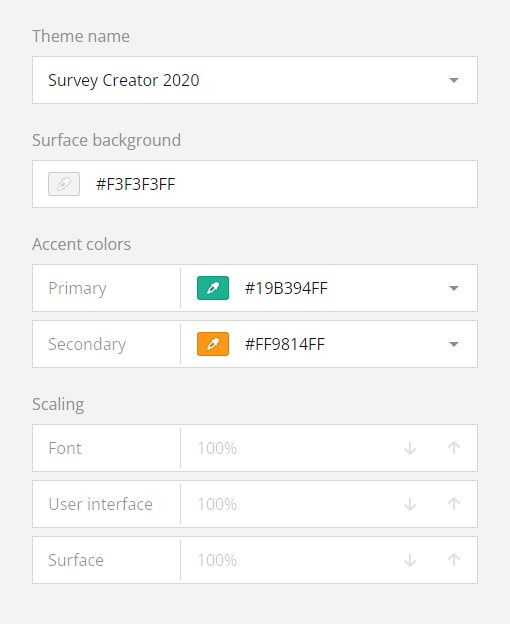 Theme name
Survey Creator 2020
Surface background
#F3F3F3FF
Accent colors
Primary #19B394FF
Secondary #FF9814FF
Scaling
Font 100%
User interface 100%
Surface 100%